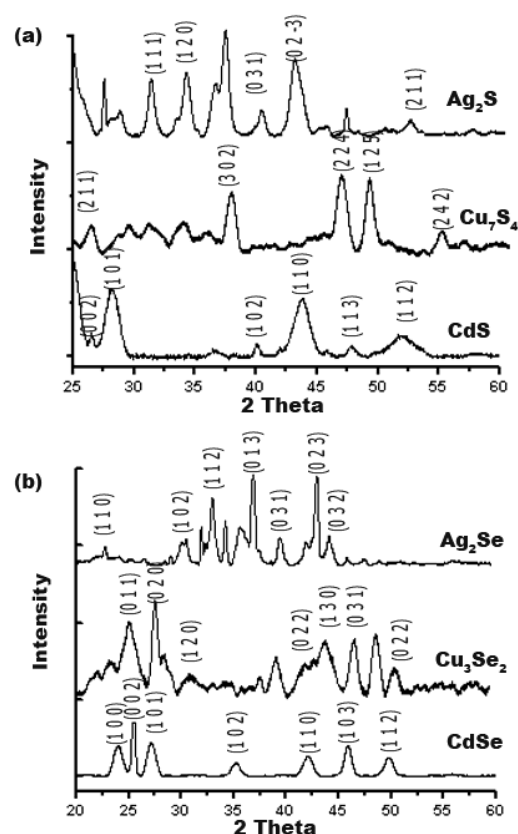 (a)
(1 1 1)
(1 2 0)
(0 3 1)
(0 2 -3)
(2 1 1)
Ag2S
(2 1 1)
(3 0 2)
(2 2 4)
(1 2 5)
(2 4 2)
Cu7S4
(0 0 2)
(1 0 1)
(1 0 2)
(1 1 0)
(1 1 3)
(1 1 2)
CdS
Intensity
25 30 35 40 45 50 55 60
2 Theta
(b)
(1 1 0)
(1 0 2)
(1 1 2)
(0 1 3)
(0 3 1)
(0 2 3)
(0 3 2)
Ag2Se
(0 1 1)
(0 2 0)
(1 2 0)
(0 2 2)
(1 3 0)
(0 3 1)
(0 2 2)
Cu3Se2
(1 0 0)
(0 0 2)
(1 0 1)
(1 0 2)
(1 1 0)
(1 0 3)
(1 1 2)
CdSe
Intensity
20 25 30 35 40 45 50 55 60
2 Theta